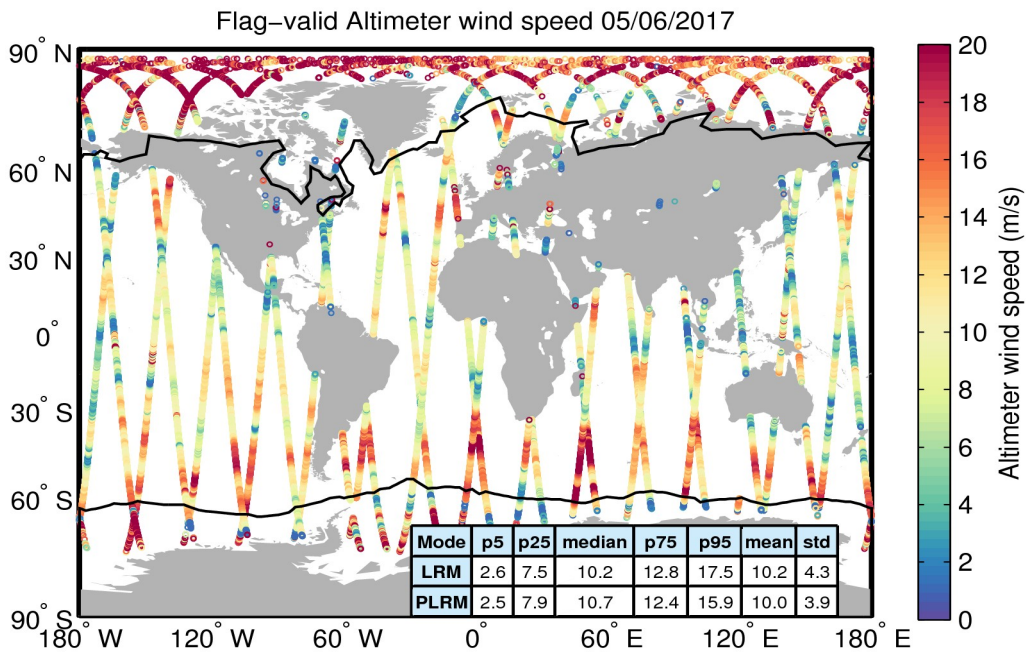 Flag−valid Altimeter wind speed 05/06/2017
90° N
60° N
30° N
0°
30° S
60° S
90° S
180° W
120° W
60° W
0°
60° E
120° E
180° E
Mode p5 p25 median p75 p95 mean std
LRM 2.6 7.5 10.2 12.8 17.5 10.2 4.3
PLRM 2.5 7.9 10.7 12.4 15.9 10.0 3.9
20
18
16
14
12
10
8
6
4
2
0
Altimeter wind speed (m/s)